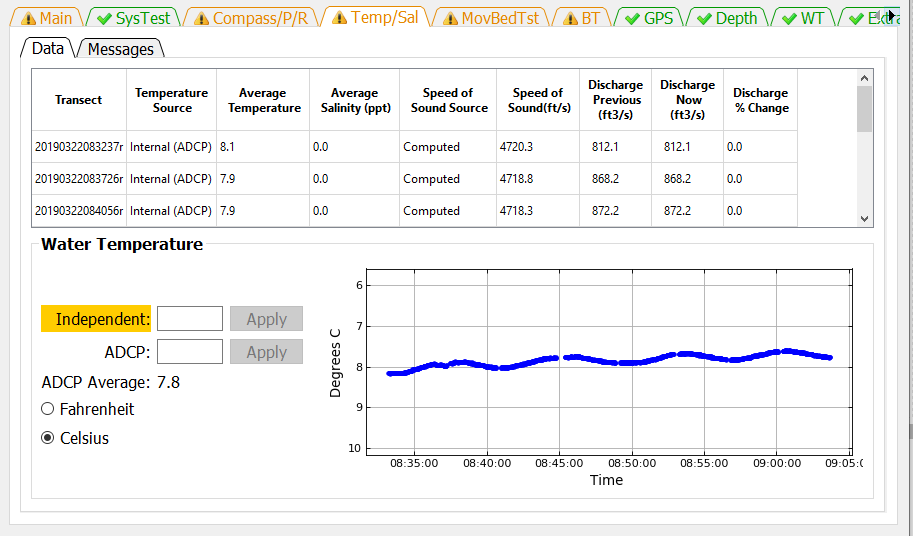 Main SysTest Compass/P/R Temp/Sal MovBedTst BT GPS Depth WT
Data Messages
Transect Temperature Source Average Temperature Average Salinity (ppt) Speed of Sound Source Speed of Sound(ft/s) Discharge Previous (ft3/s) Discharge Now (ft3/s) Discharge % Change
20190322083237r Internal (ADCP) 8.1 0.0 Computed 4720.3 812.1 812.1 0.0
20190322083726r Internal (ADCP) 7.9 0.0 Computed 4718.8 868.2 868.2 0.0
20190322084056r Internal (ADCP) 7.9 0.0 Computed 4718.3 872.2 872.2 0.0
Water Temperature
Independent: Apply
ADCP: Apply
ADCP Average: 7.8
Fahrenheit
Celsius
Degrees C
6
7
8
9
10
08:35:00 08:40:00 08:45:00 08:50:00 08:55:00 09:00:00 09:05:0
Time